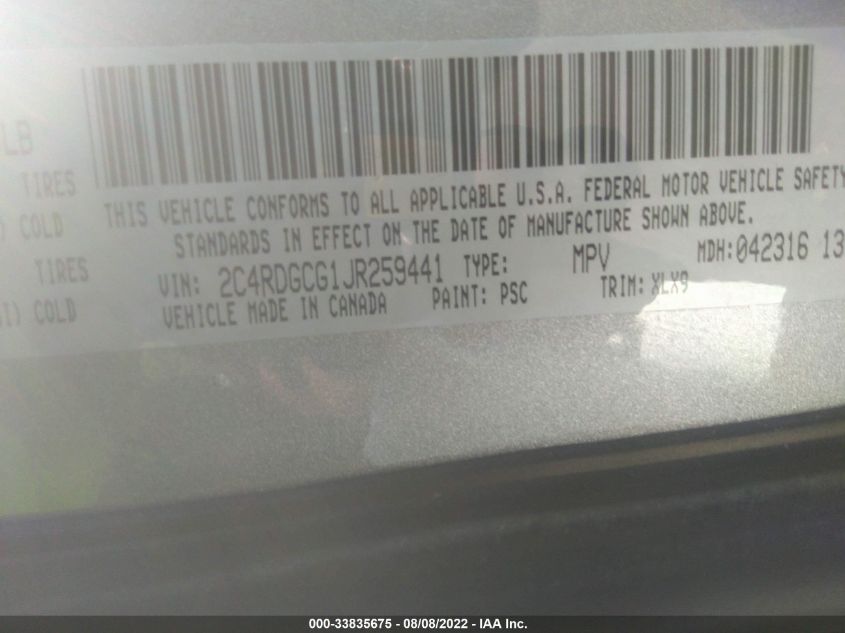 LB
TIRES
THIS VEHICLE CONFORMS TO ALL APPLICABLE U.S.A. FEDERAL MOTOR VEHICLE SAFETY
) COLD
STANDARDS IN EFFECT ON THE DATE OF MANUFACTURE SHOWN ABOVE.
TIRES
VIN: 2C4RDGCG1JR259441 TYPE: MPV MDH:042316 13
SI) COLD
VEHICLE MADE IN CANADA PAINT: PSC TRIM: XLX9
000-33835675 - 08/08/2022 - IAA Inc.